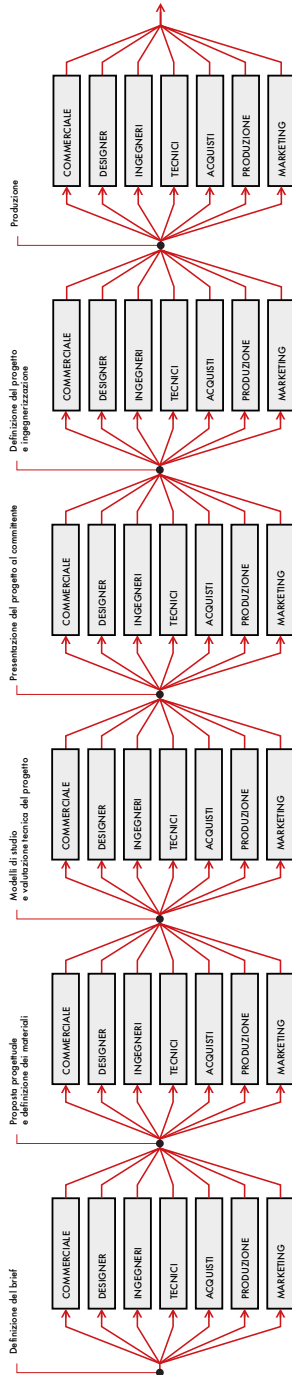 Definizione del brief
COMMERCIALE
DESIGNER
INGEGNERI
TECNICI
ACQUISTI
PRODUZIONE
MARKETING
Proposta progettuale
e definizione dei materiali
COMMERCIALE
DESIGNER
INGEGNERI
TECNICI
ACQUISTI
PRODUZIONE
MARKETING
Modelli di studio
e valutazione tecnica del progetto
COMMERCIALE
DESIGNER
INGEGNERI
TECNICI
ACQUISTI
PRODUZIONE
MARKETING
Presentazione del progetto al committente
COMMERCIALE
DESIGNER
INGEGNERI
TECNICI
ACQUISTI
PRODUZIONE
MARKETING
Definizione del progetto
e ingegnerizzazione
COMMERCIALE
DESIGNER
INGEGNERI
TECNICI
ACQUISTI
PRODUZIONE
MARKETING
Produzione
COMMERCIALE
DESIGNER
INGEGNERI
TECNICI
ACQUISTI
PRODUZIONE
MARKETING